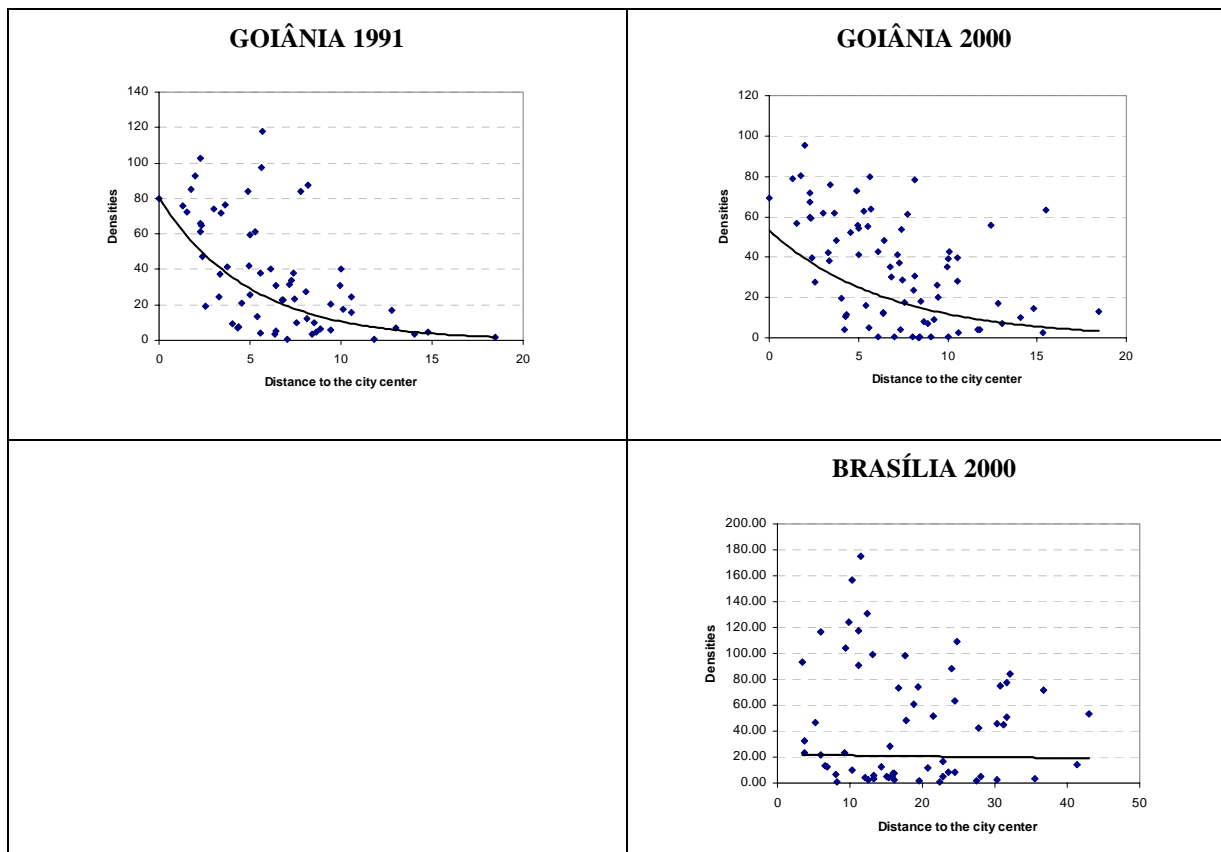 GOIÂNIA 1991
140
120
100
80
60
40
20
0
0 5 10 15 20
Densities
Distance to the city center
GOIÂNIA 2000
120
100
80
60
40
20
0
0 5 10 15 20
Densities
Distance to the city center
BRASÍLIA 2000
200.00
180.00
160.00
140.00
120.00
100.00
80.00
60.00
40.00
20.00
0.00
0 10 20 30 40 50
Densities
Distance to the city center